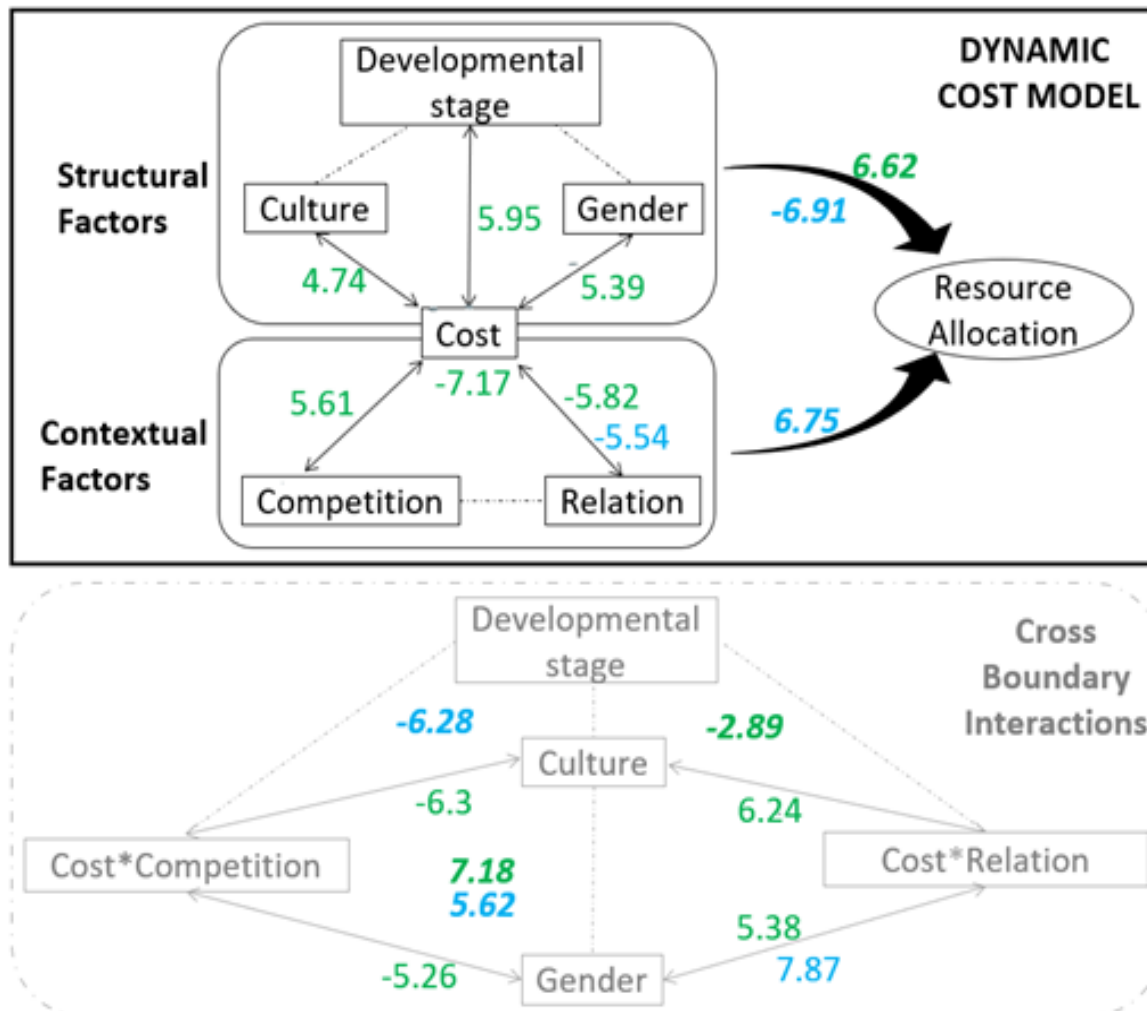 DYNAMIC
COST MODEL
Developmental
stage
Structural
Factors
Culture
Gender
5.95
4.74
5.39
6.62
-6.91
Resource
Allocation
Cost
-7.17
5.61
-5.82
-5.54
Contextual
Factors
Competition
Relation
6.75
Developmental
stage
Cross
Boundary
Interactions
-6.28
-2.89
Culture
-6.3
6.24
Cost*Competition
Cost*Relation
7.18
5.62
5.38
7.87
-5.26
Gender